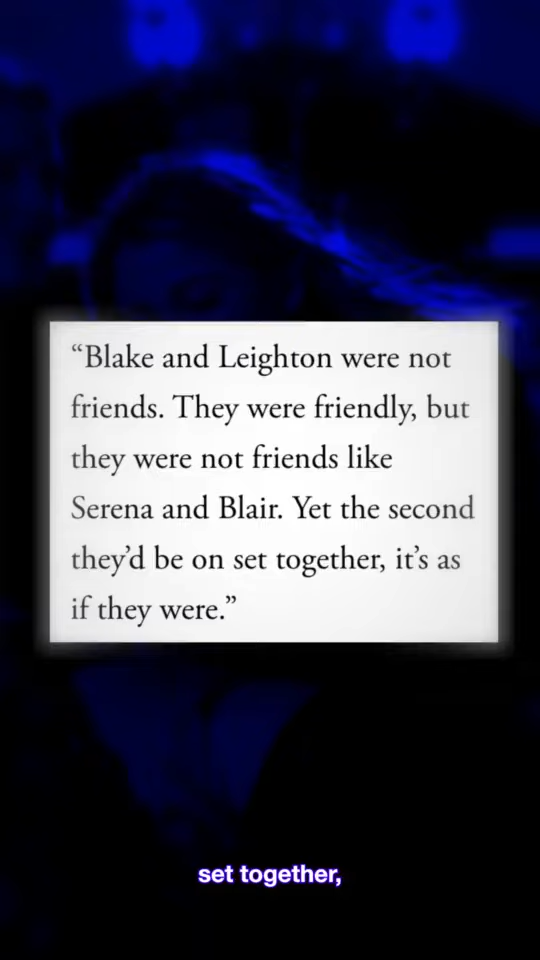 “Blake and Leighton were not
friends. They were friendly, but
they were not friends like
Serena and Blair. Yet the second
they’d be on set together, it’s as
if they were.”
set together,